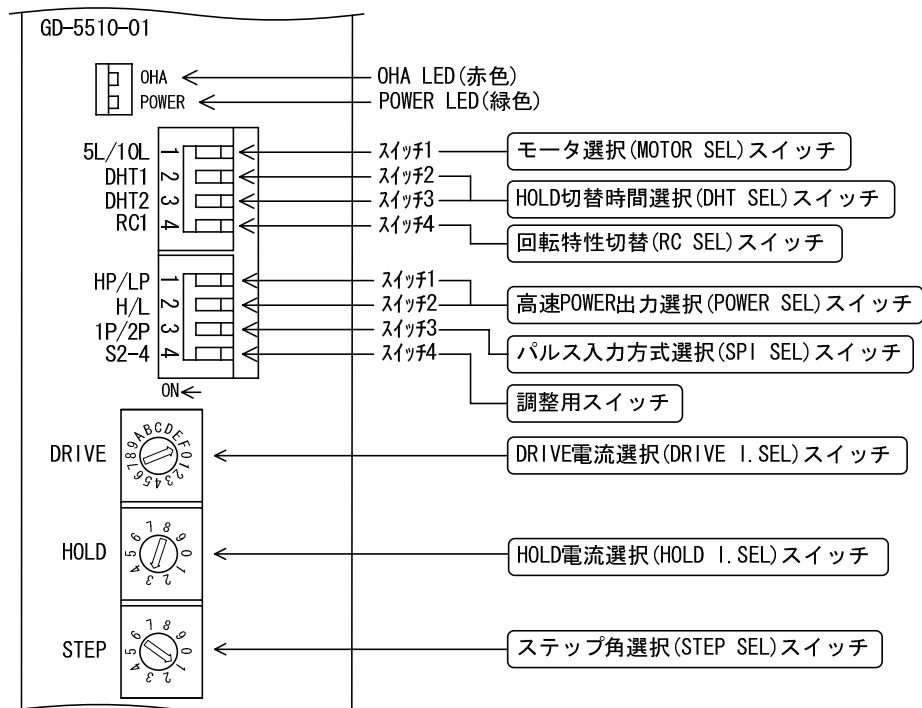 GD-5510-01
OHA OHA LED(赤色)
POWER POWER LED(緑色)
5L/10L 1 スイッチ1 モータ選択(MOTOR SEL)スイッチ
DHT1 2 スイッチ2
DHT2 3 スイッチ3 HOLD切替時間選択(DHT SEL)スイッチ
RC1 4 スイッチ4 回転特性切替(RC SEL)スイッチ
HP/LP 1 スイッチ1
H/L 2 スイッチ2 高速POWER出力選択(POWER SEL)スイッチ
1P/2P 3 スイッチ3 パルス入力方式選択(SPI SEL)スイッチ
S2-4 4 スイッチ4 調整用スイッチ
ON
DRIVE 0123456789ABCDEF DRIVE電流選択(DRIVE I.SEL)スイッチ
HOLD 0123456789 HOLD電流選択(HOLD I.SEL)スイッチ
STEP 0123456789 ステップ角選択(STEP SEL)スイッチ